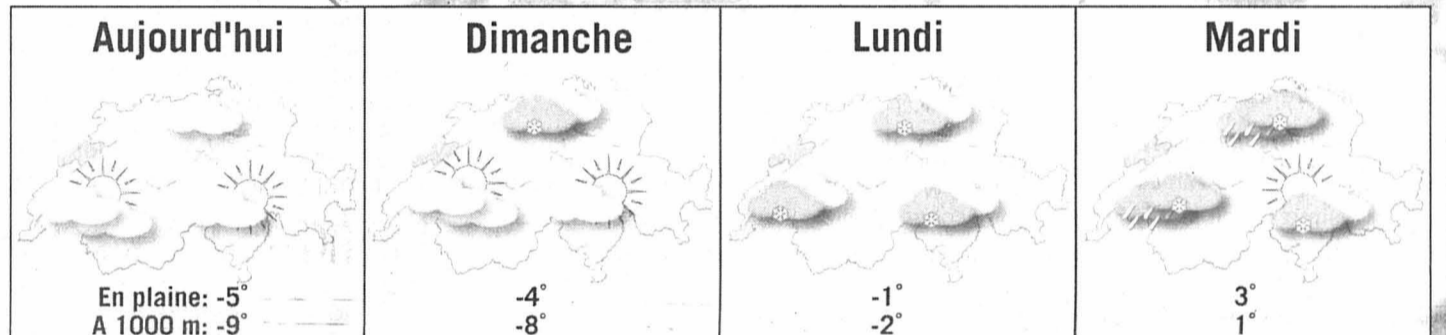 Aujourd'hui
Dimanche
Lundi
Mardi
En plaine: -5°
A 1000 m: -9°
-4°
-8°
-1°
-2°
3°
1°